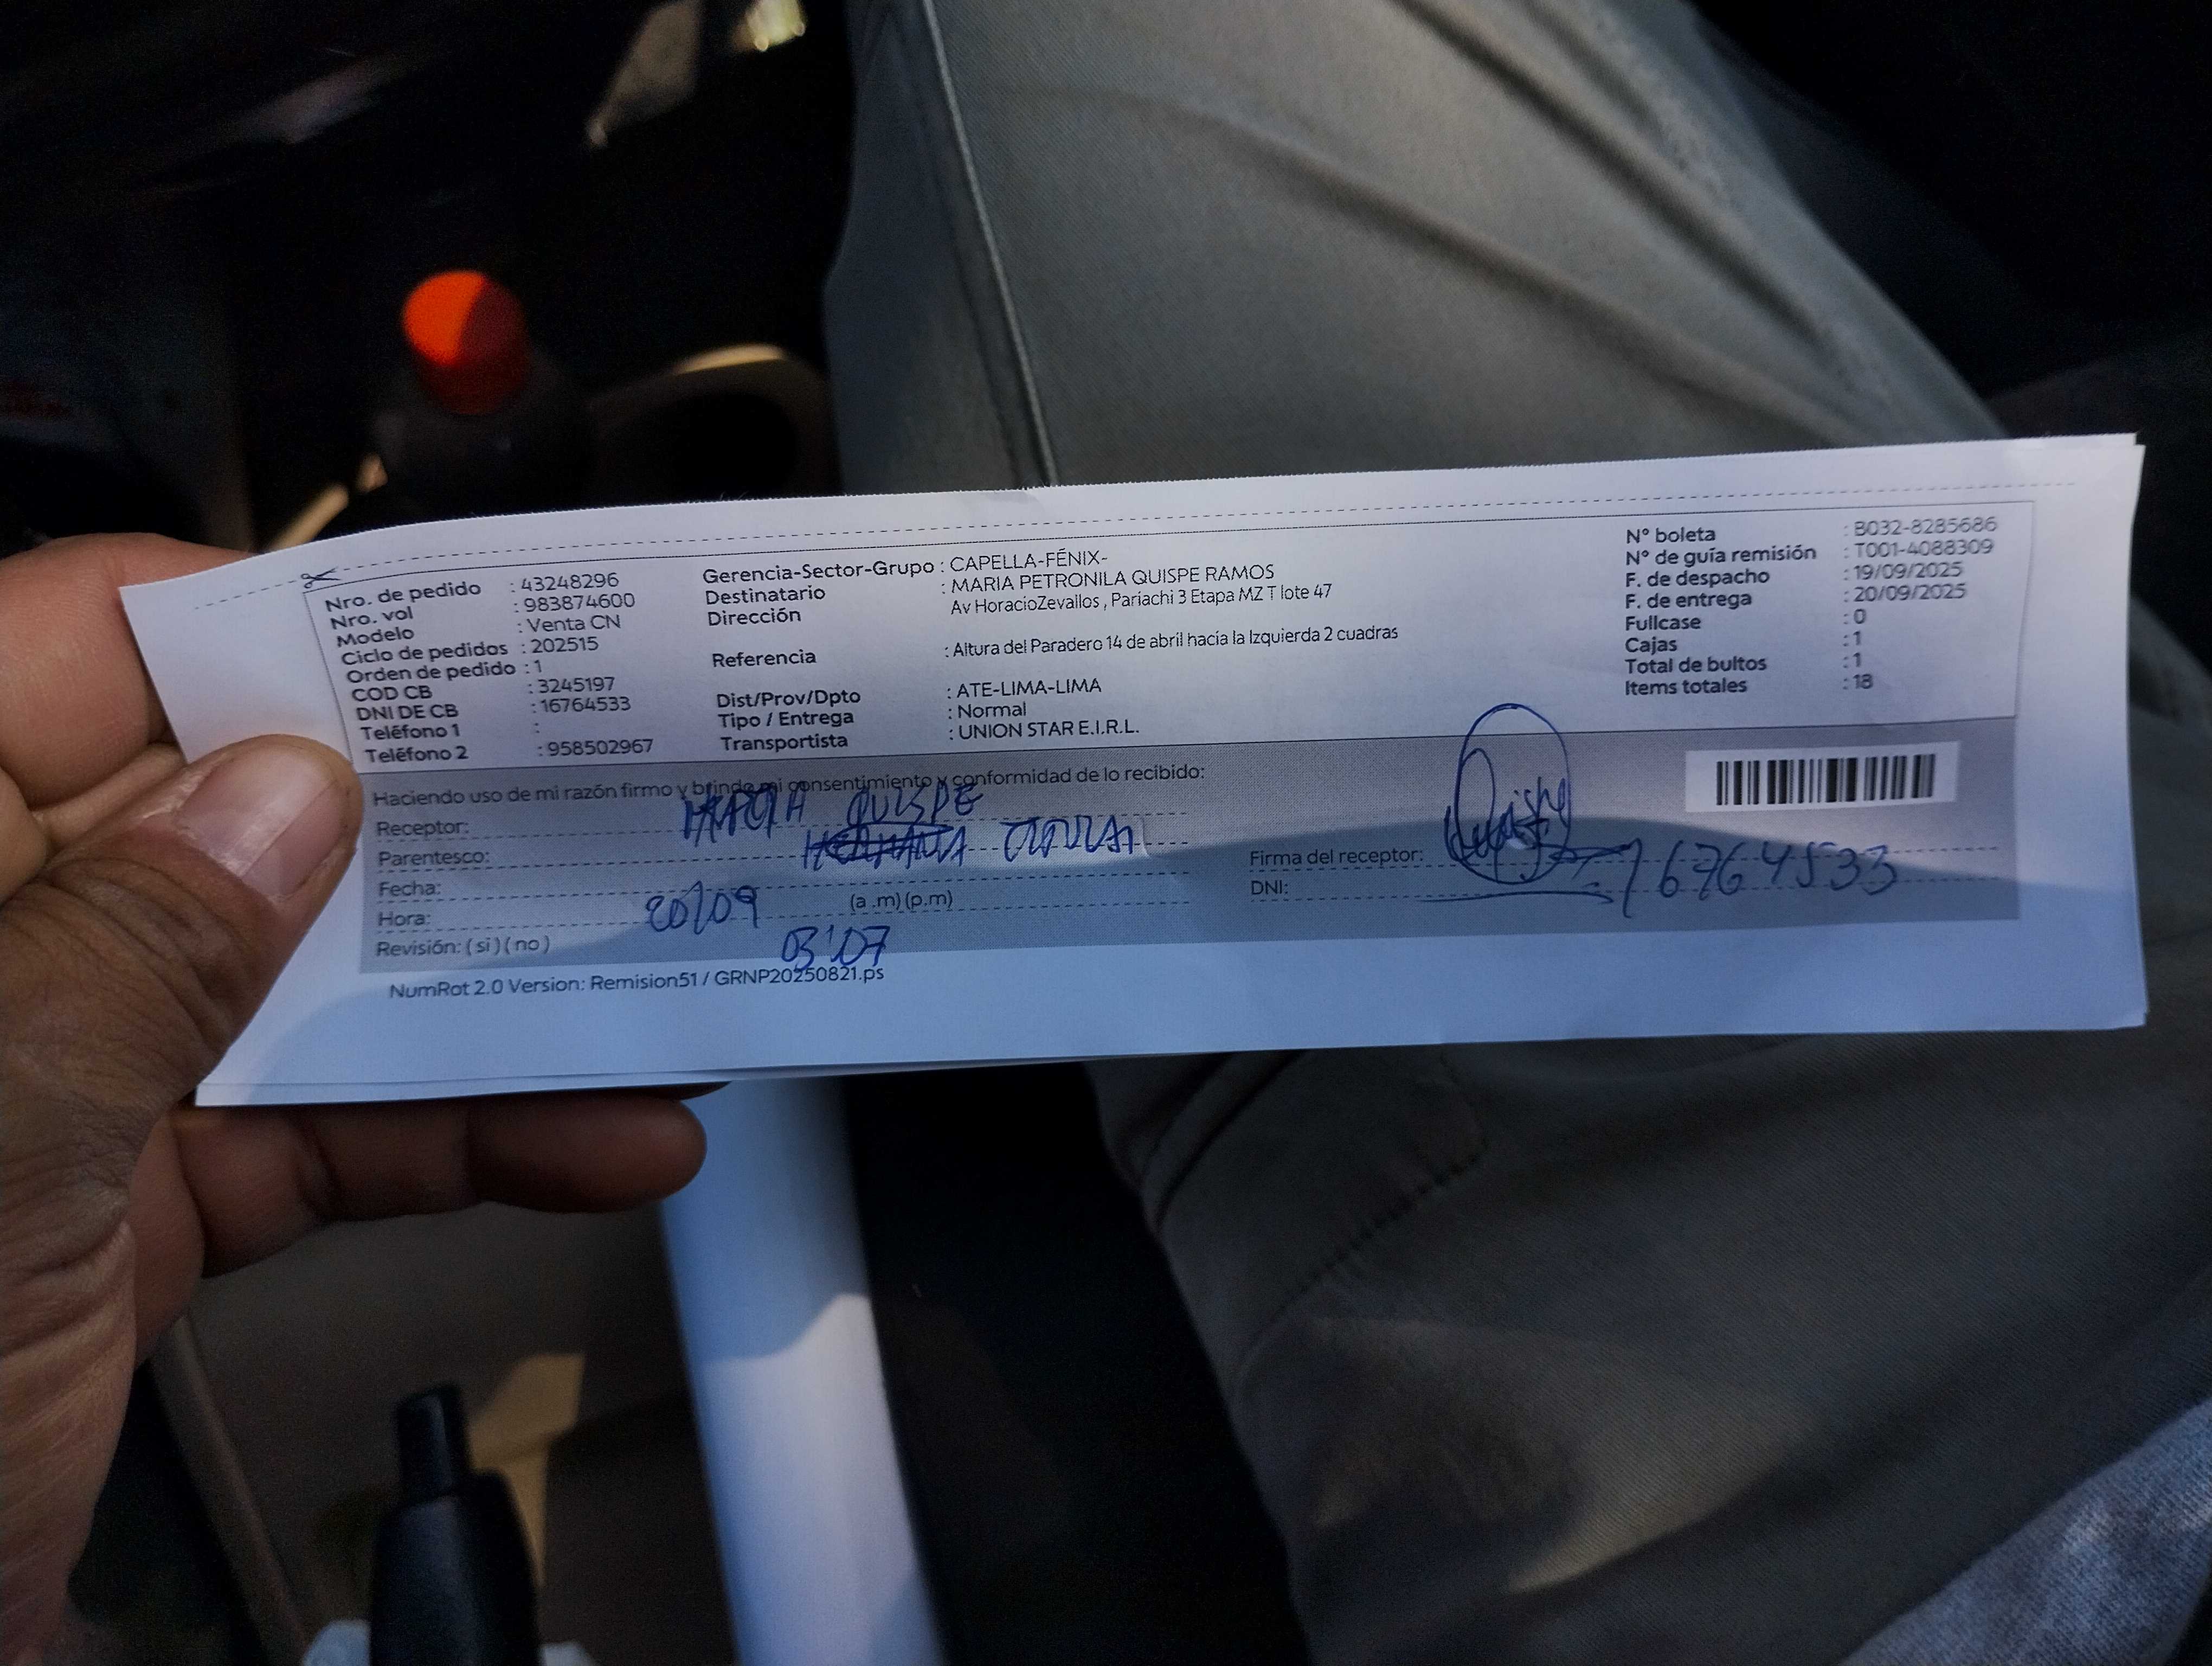 Nro. de pedido : 43248296
Nro. vol : 983874600
Modelo : Venta CN
Ciclo de pedidos : 202515
Orden de pedido : 1
COD CB : 3245197
DNI DE CB : 16764533
Teléfono 1 :
Teléfono 2 : 958502967
Gerencia-Sector-Grupo : CAPELLA-FÉNIX-
Destinatario : MARIA PETRONILA QUISPE RAMOS
Dirección Av HoracioZevallos , Pariachi 3 Etapa MZ T lote 47
Referencia : Altura del Paradero 14 de abril hacía la Izquierda 2 cuadras
Dist/Prov/Dpto : ATE-LIMA-LIMA
Tipo / Entrega : Normal
Transportista : UNION STAR E.I.R.L.
N° boleta : B032-8285686
N° de guía remisión : T001-4088309
F. de despacho : 19/09/2025
F. de entrega : 20/09/2025
Fullcase : 0
Cajas : 1
Total de bultos : 1
Items totales : 18
Haciendo uso de mi razón firmo y brindo mi consentimiento y conformidad de lo recibido:
Receptor: QUISPE
Parentesco:
Fecha: 20/09
Hora: (a .m) (p.m) 03:07
Revisión: ( si ) ( no )
Firma del receptor: Quispe
DNI: 16764533
NumRot 2.0 Version: Remision51 / GRNP20250821.ps